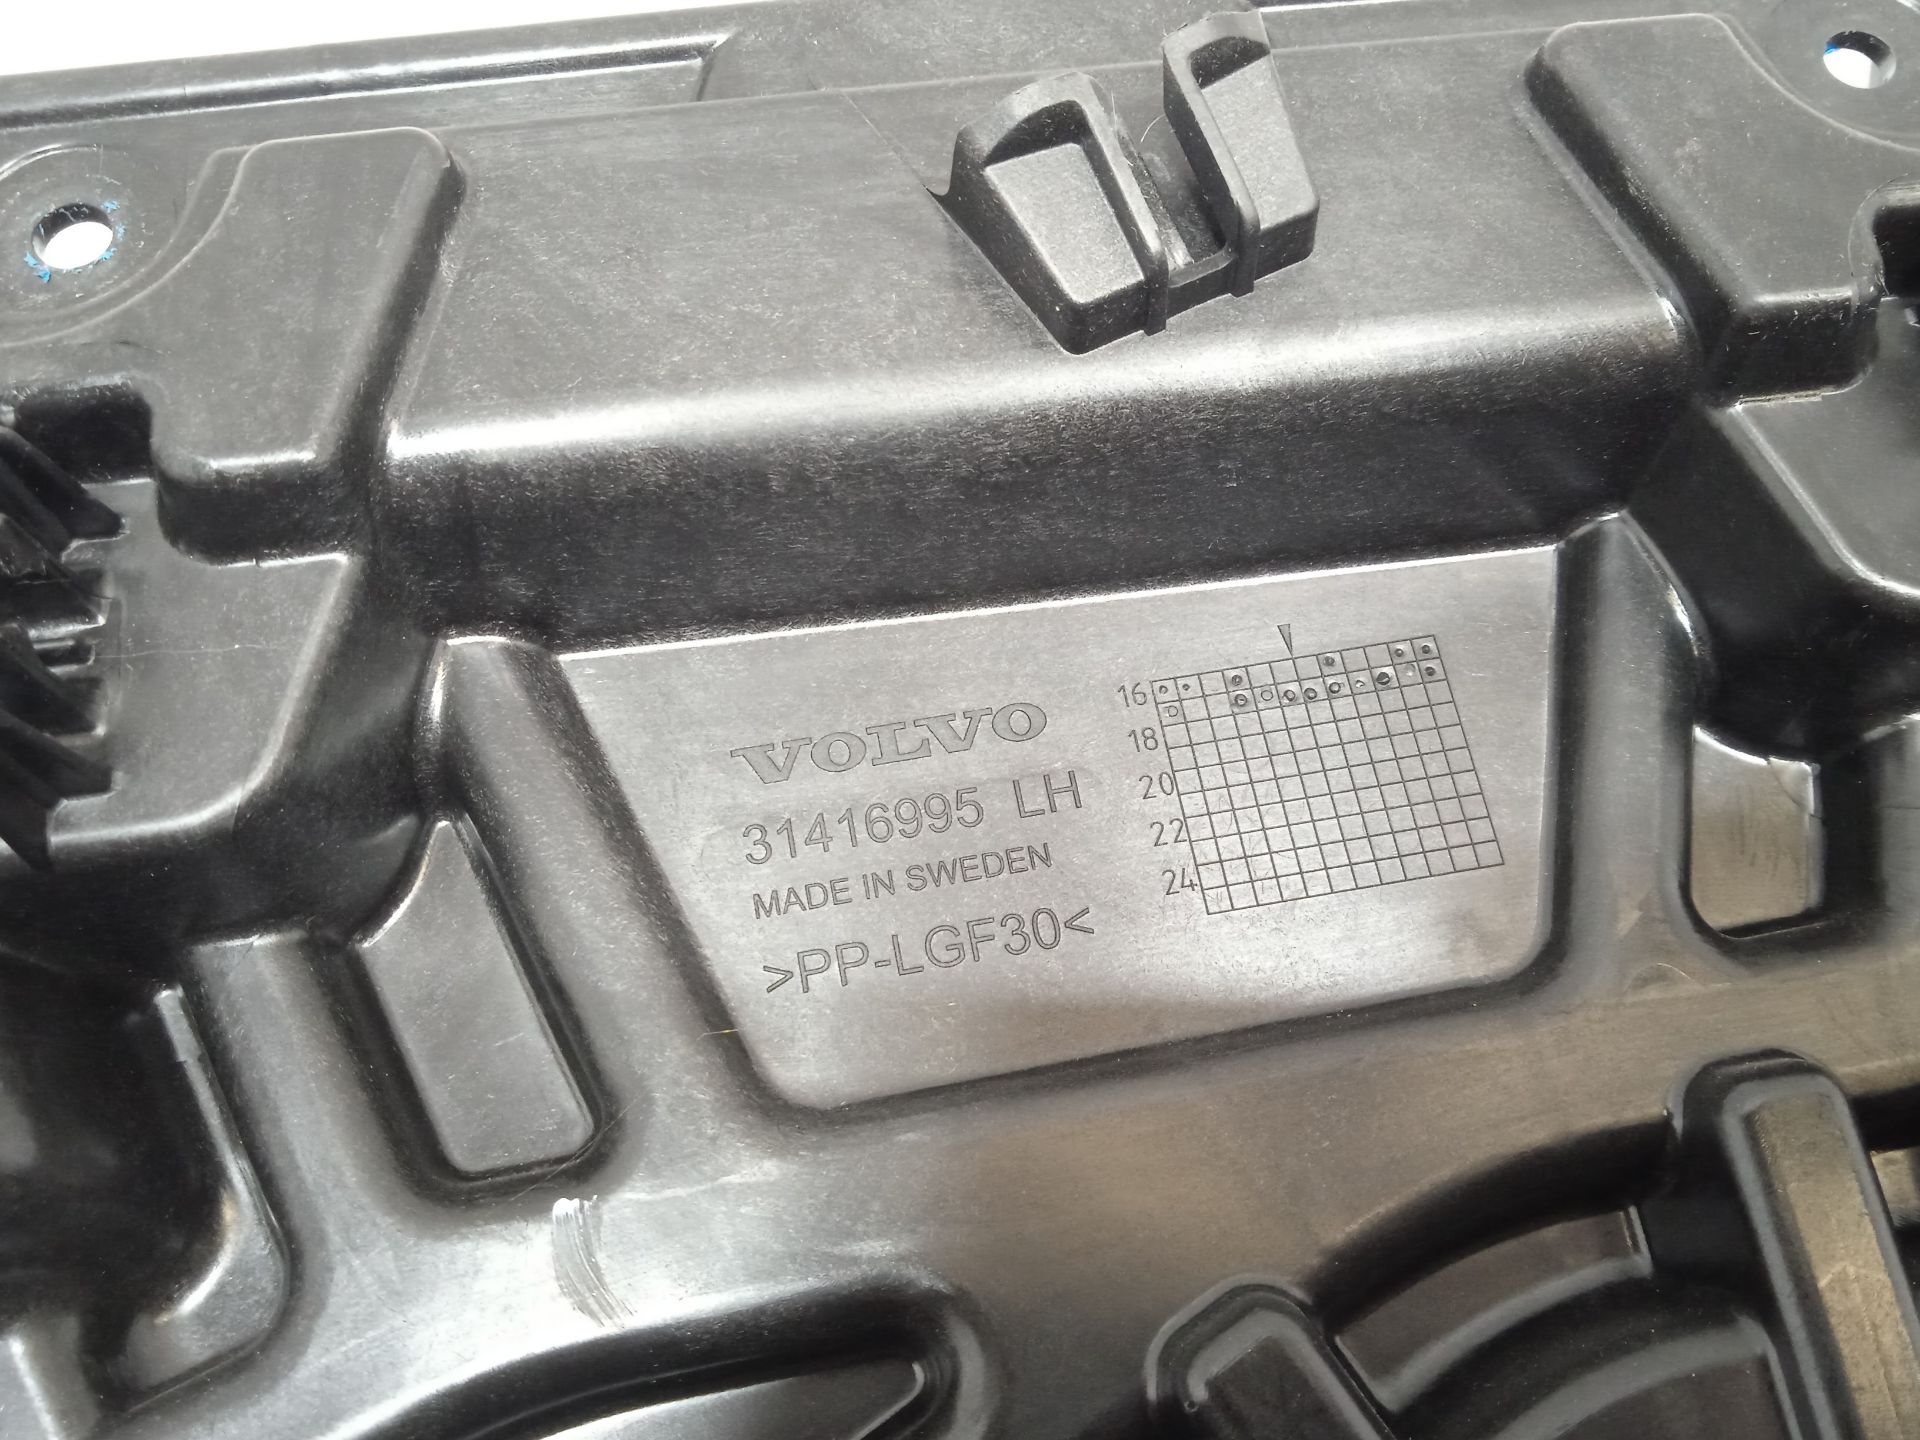 VOLVO
31416995 LH
MADE IN SWEDEN
>PP-LGF30<
16
18
20
22
24